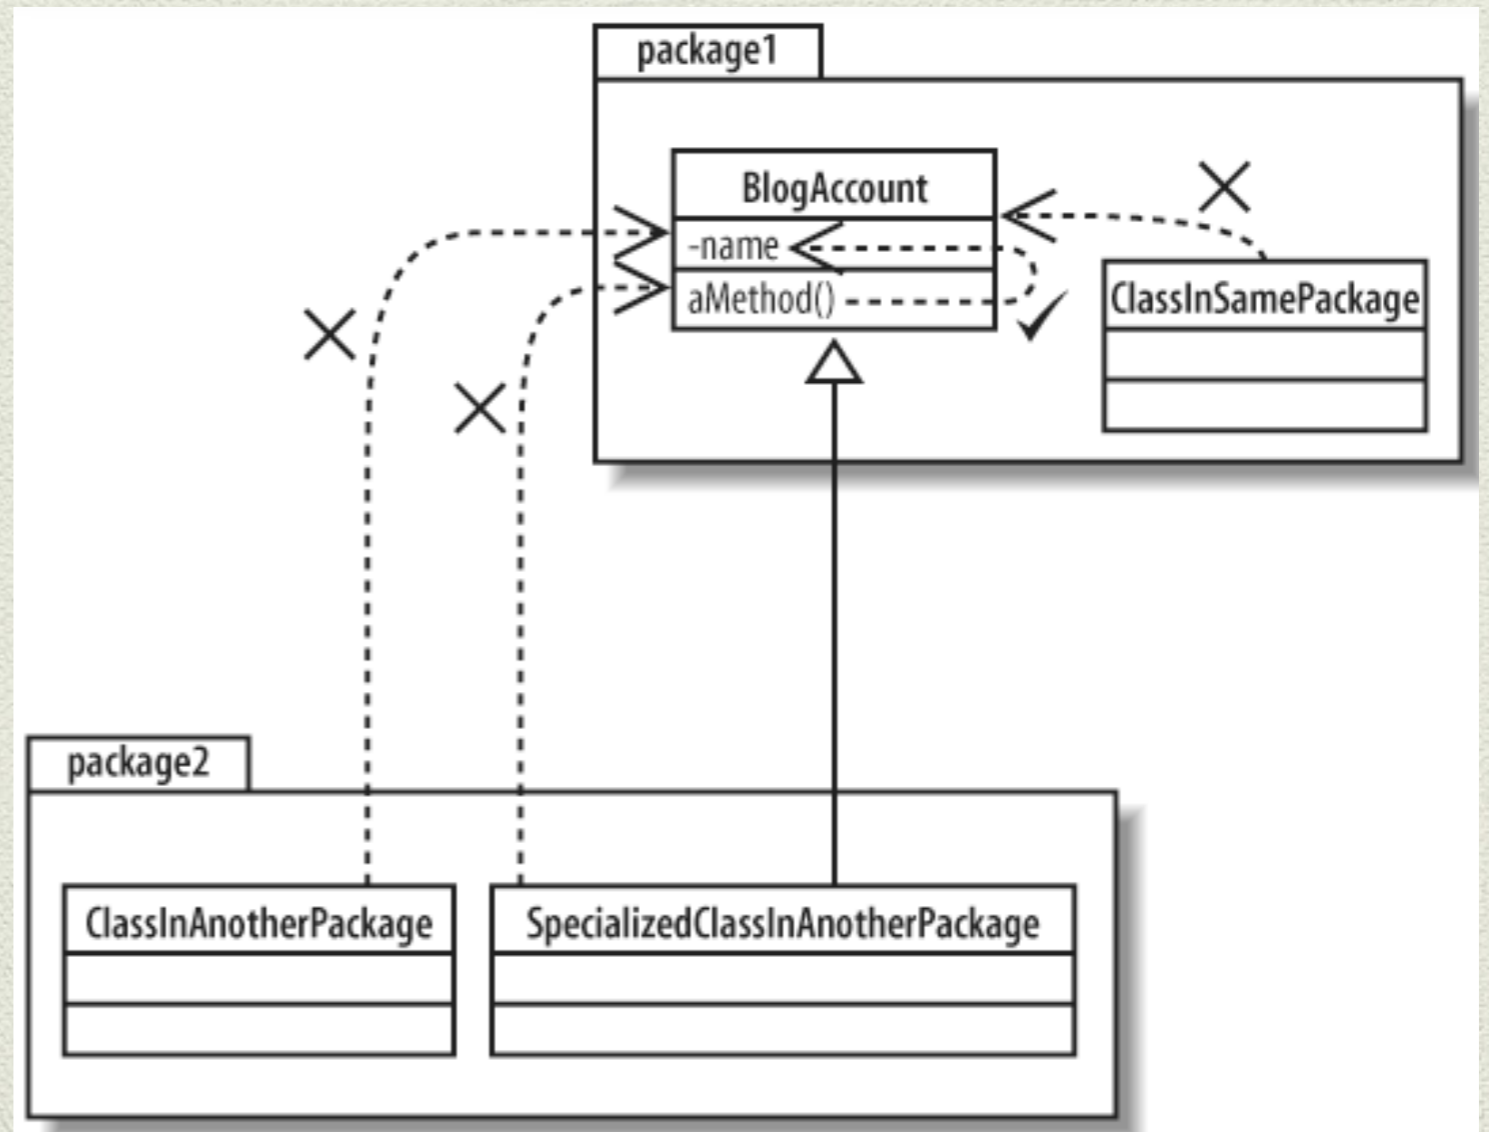 package1
BlogAccount
-name
aMethod()
ClassInSamePackage
package2
ClassInAnotherPackage
SpecializedClassInAnotherPackage